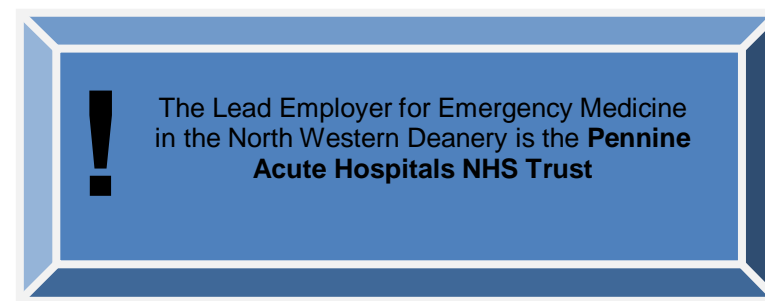 !
The Lead Employer for Emergency Medicine
in the North Western Deanery is the Pennine
Acute Hospitals NHS Trust